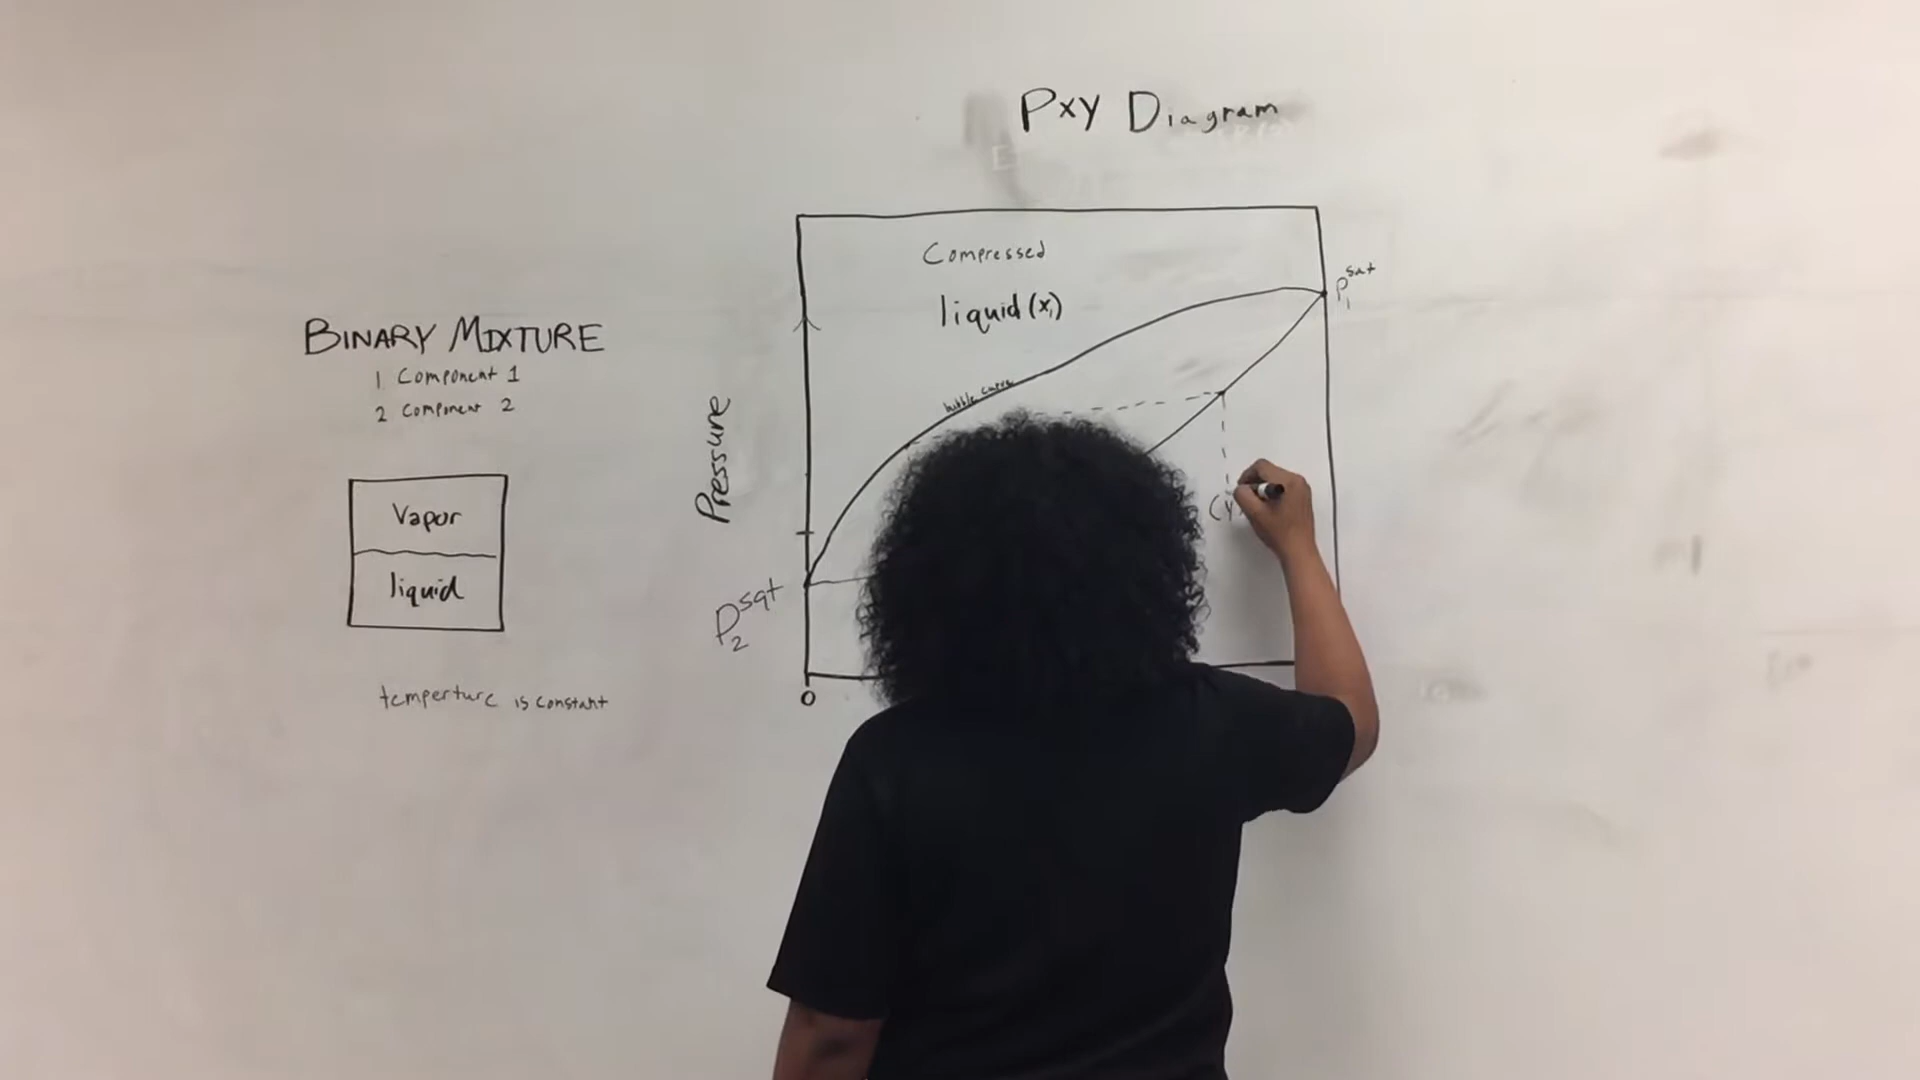 Pxy Diagram
BINARY MIXTURE
1 Component 1
2 Component 2
Vapor
liquid
temperture is constant
Compressed
liquid (x₁)
bubble curve
Pressure
P₁ˢᵃᵗ
P₂ˢᵃᵗ
(y
0